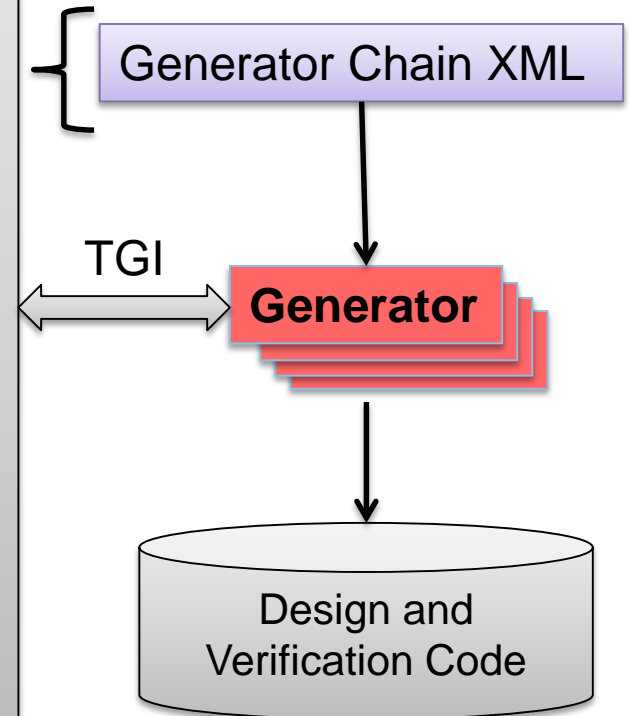 Generator Chain XML
TGI
Generator
Design and
Verification Code